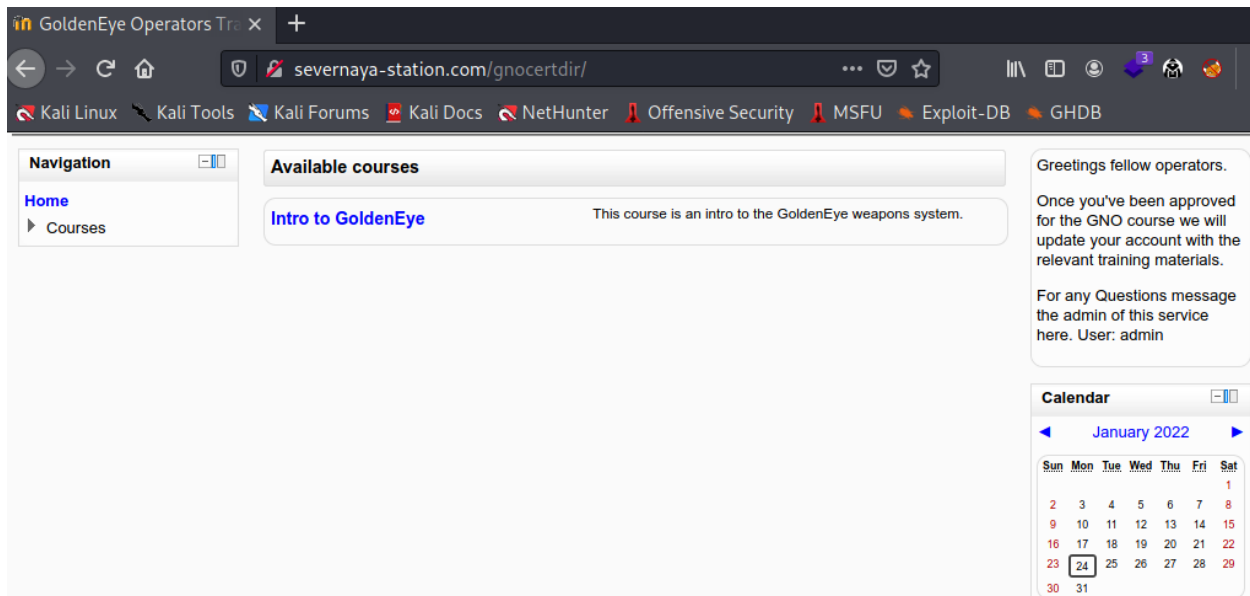 GoldenEye Operators Tra
severnaya-station.com/gnocertdir/
3
Kali Linux Kali Tools Kali Forums Kali Docs NetHunter Offensive Security MSFU Exploit-DB GHDB
Navigation
Home
Courses
Available courses
Intro to GoldenEye
This course is an intro to the GoldenEye weapons system.
Greetings fellow operators.
Once you've been approved
for the GNO course we will
update your account with the
relevant training materials.
For any Questions message
the admin of this service
here. User: admin
Calendar
January 2022
Sun Mon Tue Wed Thu Fri Sat
1
2 3 4 5 6 7 8
9 10 11 12 13 14 15
16 17 18 19 20 21 22
23 24 25 26 27 28 29
30 31